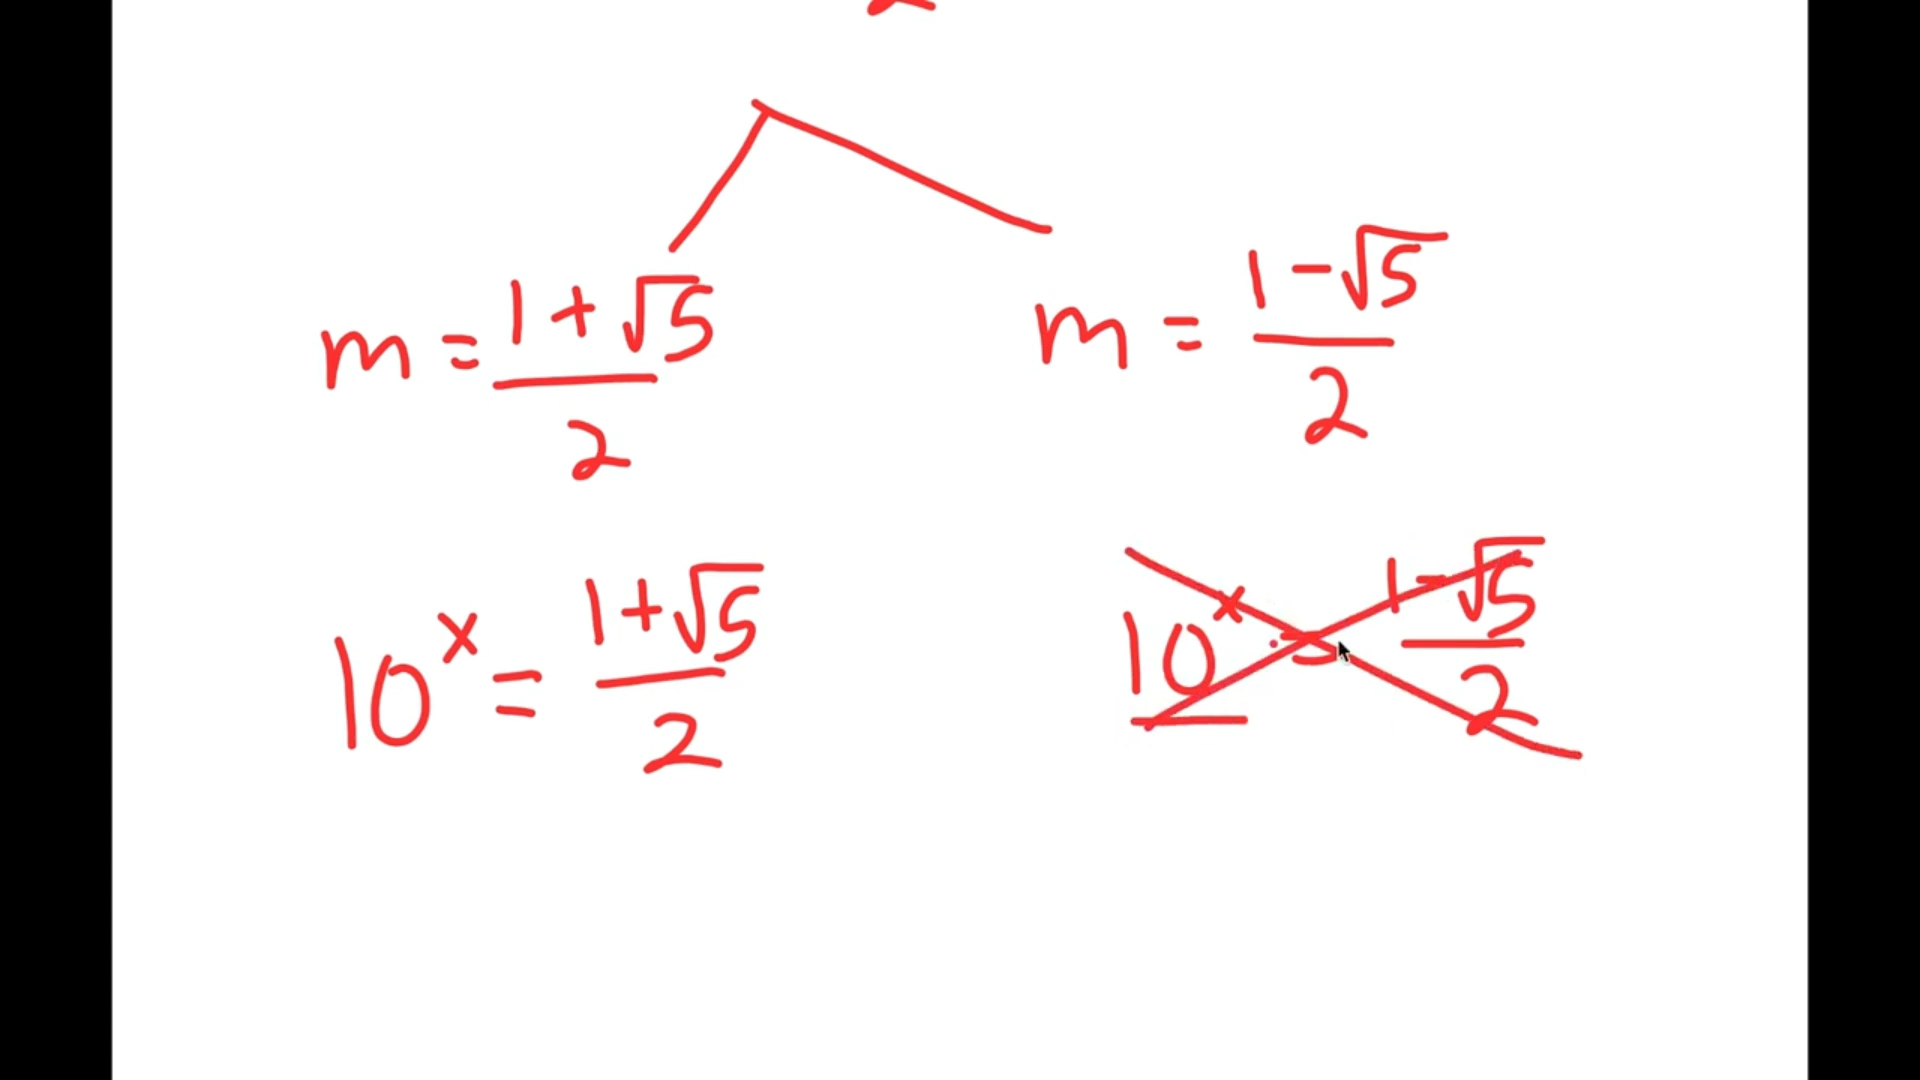 m = (1 + √5)/2
m = (1 - √5)/2
10^x = (1 + √5)/2
10^x = (1 - √5)/2